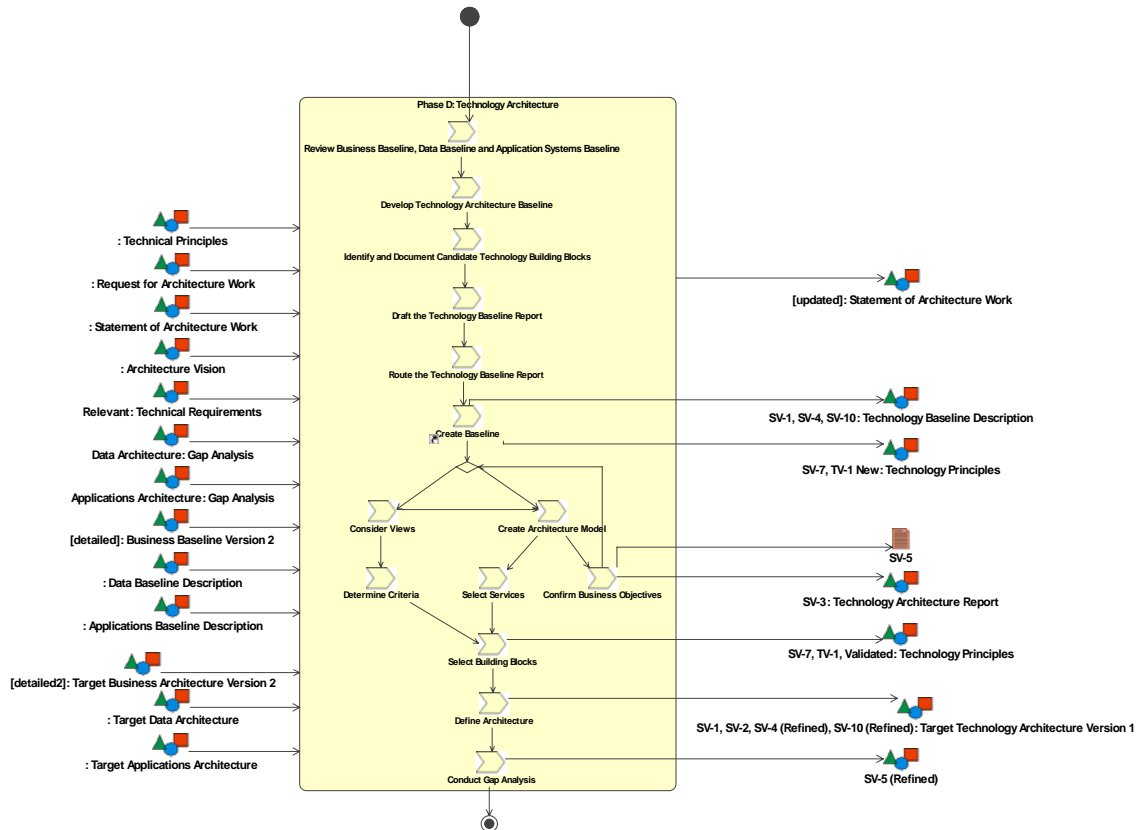 Phase D: Technology Architecture
Review Business Baseline, Data Baseline and Application Systems Baseline
Develop Technology Architecture Baseline
Identify and Document Candidate Technology Building Blocks
Draft the Technology Baseline Report
Route the Technology Baseline Report
Create Baseline
Consider Views
Create Architecture Model
Determine Criteria
Select Services
Confirm Business Objectives
Select Building Blocks
Define Architecture
Conduct Gap Analysis
: Technical Principles
: Request for Architecture Work
: Statement of Architecture Work
: Architecture Vision
Relevant: Technical Requirements
Data Architecture: Gap Analysis
Applications Architecture: Gap Analysis
[detailed]: Business Baseline Version 2
: Data Baseline Description
: Applications Baseline Description
[detailed2]: Target Business Architecture Version 2
: Target Data Architecture
: Target Applications Architecture
[updated]: Statement of Architecture Work
SV-1, SV-4, SV-10: Technology Baseline Description
SV-7, TV-1 New: Technology Principles
SV-5
SV-3: Technology Architecture Report
SV-7, TV-1, Validated: Technology Principles
SV-1, SV-2, SV-4 (Refined), SV-10 (Refined): Target Technology Architecture Version 1
SV-5 (Refined)